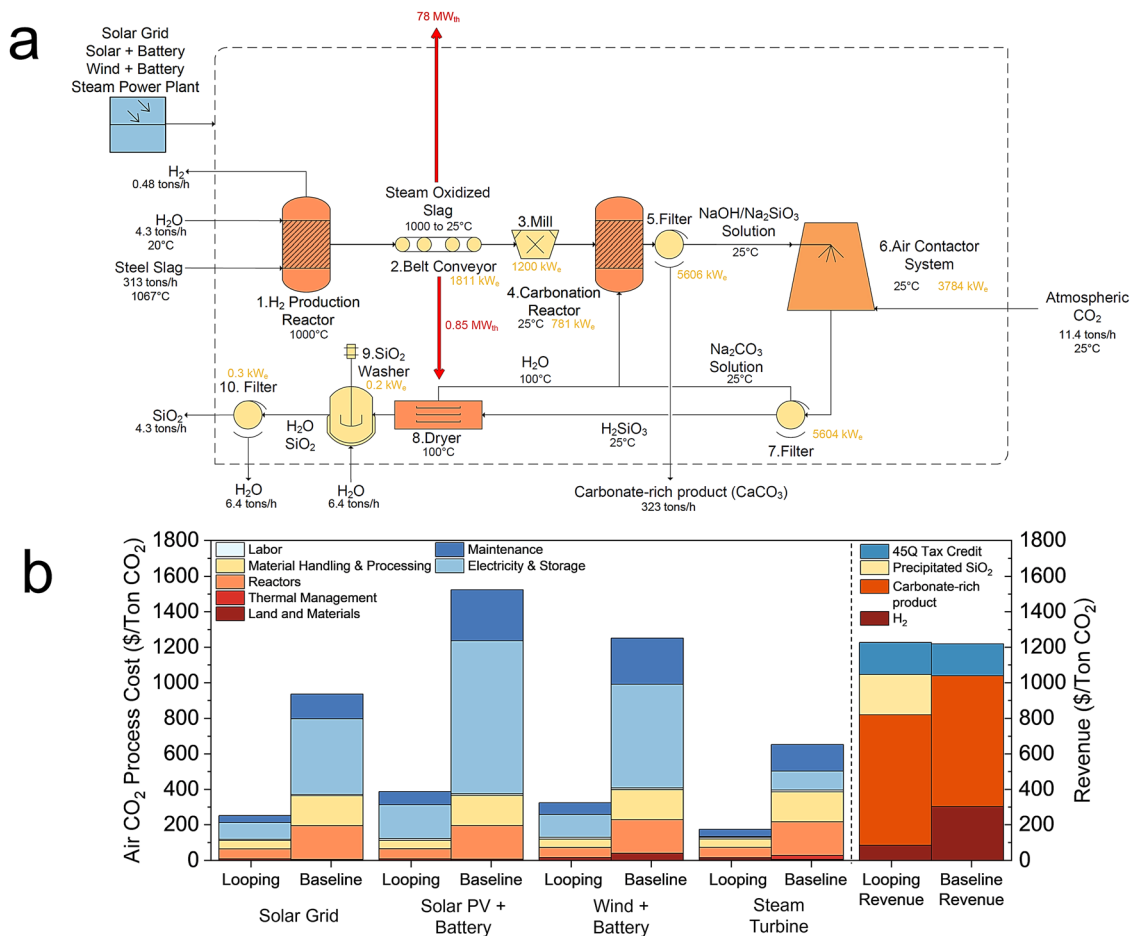 a
Solar Grid
Solar + Battery
Wind + Battery
Steam Power Plant
78 MWth
H2
0.48 tons/h
H2O
4.3 tons/h
20°C
Steel Slag
313 tons/h
1067°C
1.H2 Production
Reactor
1000°C
Steam Oxidized
Slag
1000 to 25°C
2.Belt Conveyor
1811 kWe
3.Mill
1200 kWe
4.Carbonation
Reactor
25°C 781 kWe
5.Filter
5606 kWe
NaOH/Na2SiO3
Solution
25°C
6.Air Contactor
System
25°C 3784 kWe
Atmospheric
CO2
11.4 tons/h
25°C
0.85 MWth
H2O
100°C
Na2CO3
Solution
25°C
9.SiO2
Washer
0.2 kWe
0.3 kWe
10. Filter
SiO2
4.3 tons/h
H2O
SiO2
8.Dryer
100°C
H2SiO3
25°C
5604 kWe
7.Filter
H2O
6.4 tons/h
H2O
6.4 tons/h
Carbonate-rich product (CaCO3)
323 tons/h
b
Air CO2 Process Cost ($/Ton CO2)
1800
1600
1400
1200
1000
800
600
400
200
0
Labor
Material Handling & Processing
Reactors
Thermal Management
Land and Materials
Maintenance
Electricity & Storage
45Q Tax Credit
Precipitated SiO2
Carbonate-rich
product
H2
1800
1600
1400
1200
1000
800
600
400
200
0
Revenue ($/Ton CO2)
Looping Baseline Looping Baseline Looping Baseline Looping Baseline Looping Baseline
Revenue Revenue
Solar Grid
Solar PV +
Battery
Wind +
Battery
Steam
Turbine